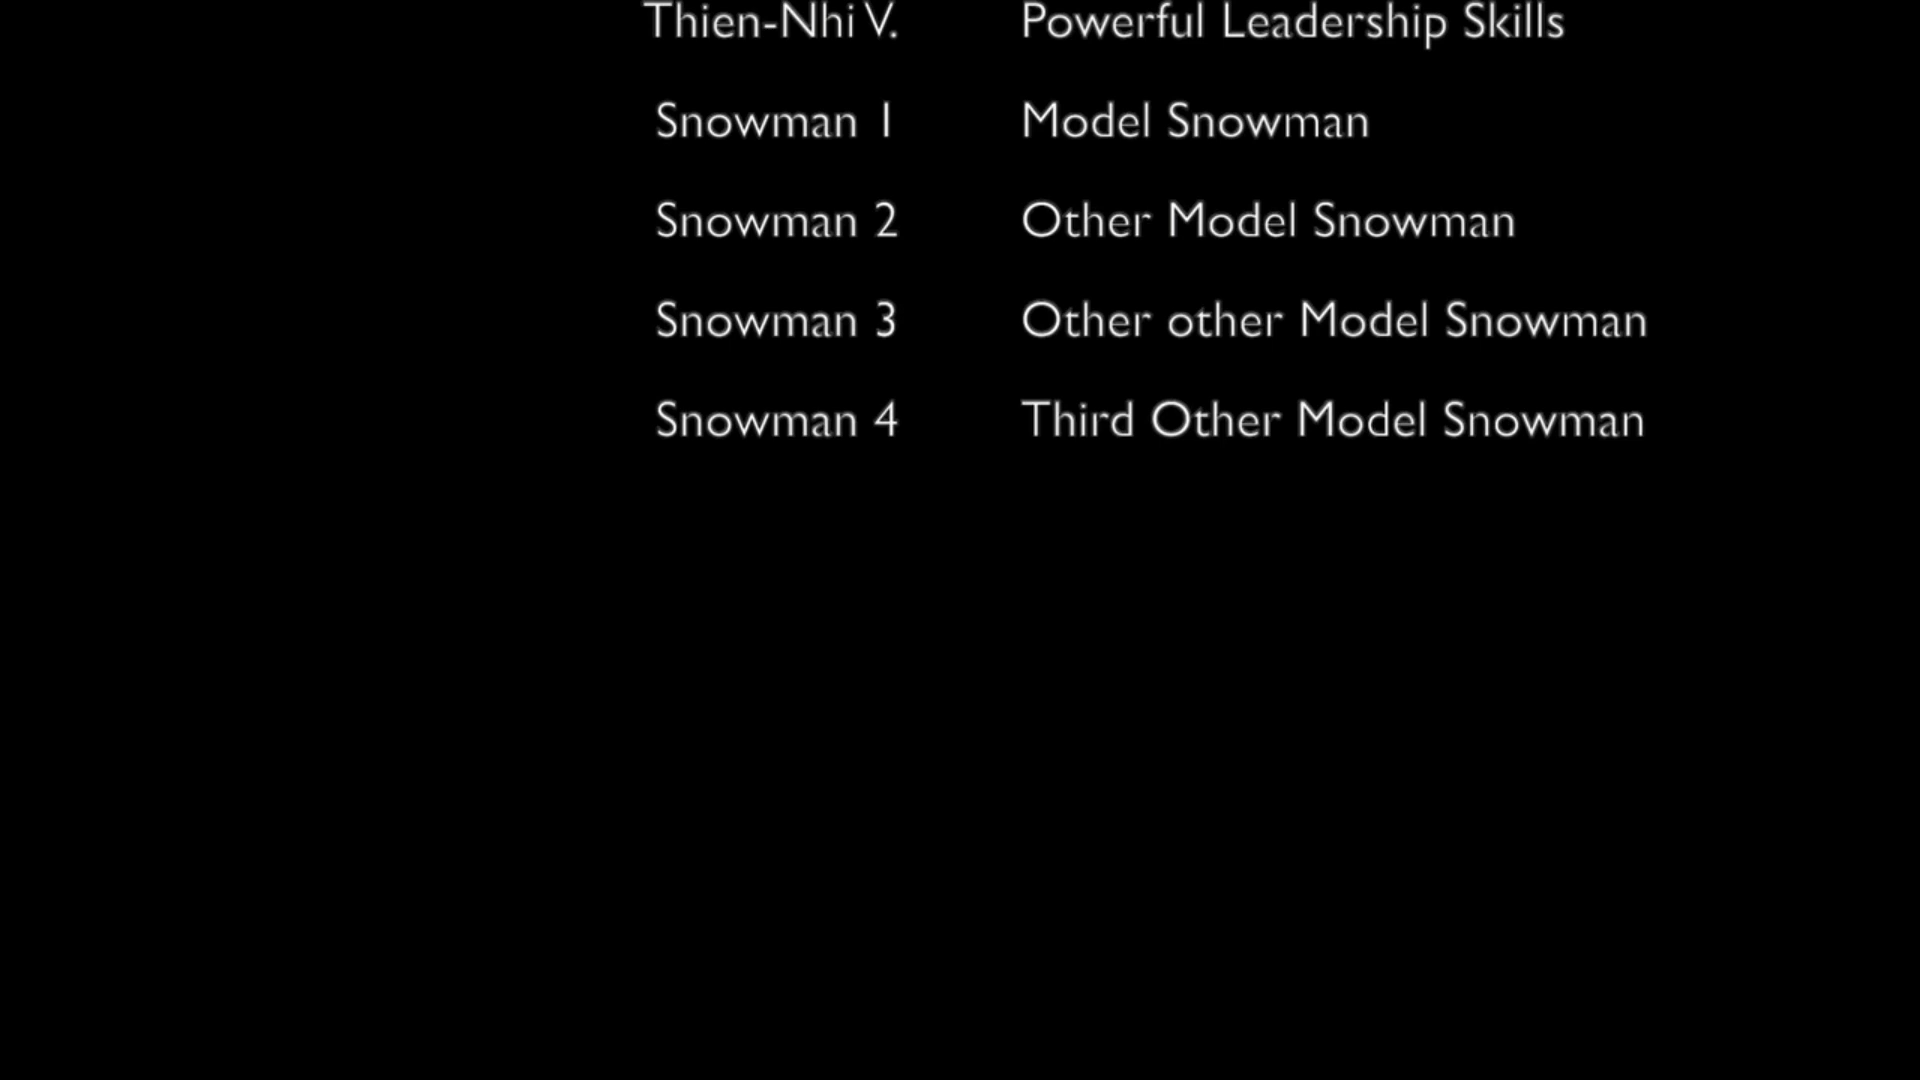 Thien-Nhi V. Powerful Leadership Skills
Snowman 1 Model Snowman
Snowman 2 Other Model Snowman
Snowman 3 Other other Model Snowman
Snowman 4 Third Other Model Snowman